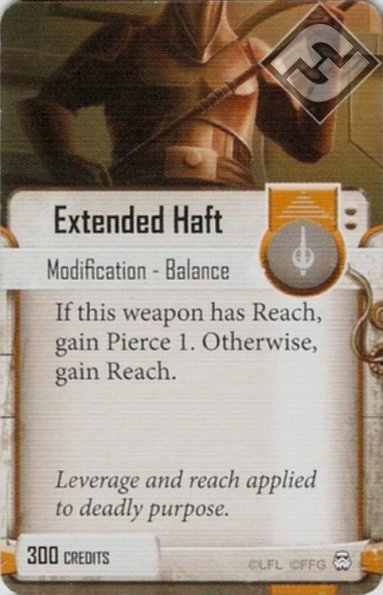 Extended Haft
Modification - Balance
If this weapon has Reach,
gain Pierce 1. Otherwise,
gain Reach.
Leverage and reach applied
to deadly purpose.
300 CREDITS
©LFL ©FFG